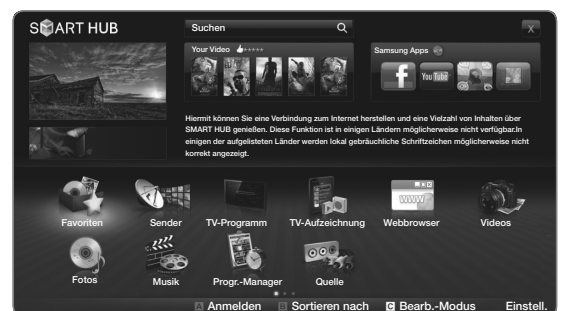 SMART HUB
Suchen
X
Your Video
Samsung Apps
f
You Tube
Hiermit können Sie eine Verbindung zum Internet herstellen und eine Vielzahl von Inhalten über
SMART HUB genießen. Diese Funktion ist in einigen Ländern möglicherweise nicht verfügbar.In
einigen der aufgelisteten Länder werden lokal gebräuchliche Schriftzeichen möglicherweise nicht
korrekt angezeigt.
WWW
Favoriten
Sender
TV-Programm
TV-Aufzeichnung
Webbrowser
Videos
Fotos
Musik
Progr.-Manager
Quelle
A Anmelden
B Sortieren nach
C Bearb.-Modus
Einstell.